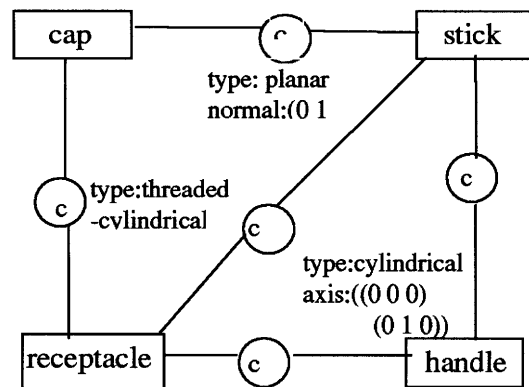 cap
c
stick
type: planar
normal:(0 1
c
type:threaded
-cylindrical
c
c
type:cylindrical
axis:((0 0 0)
(0 1 0))
receptacle
c
handle